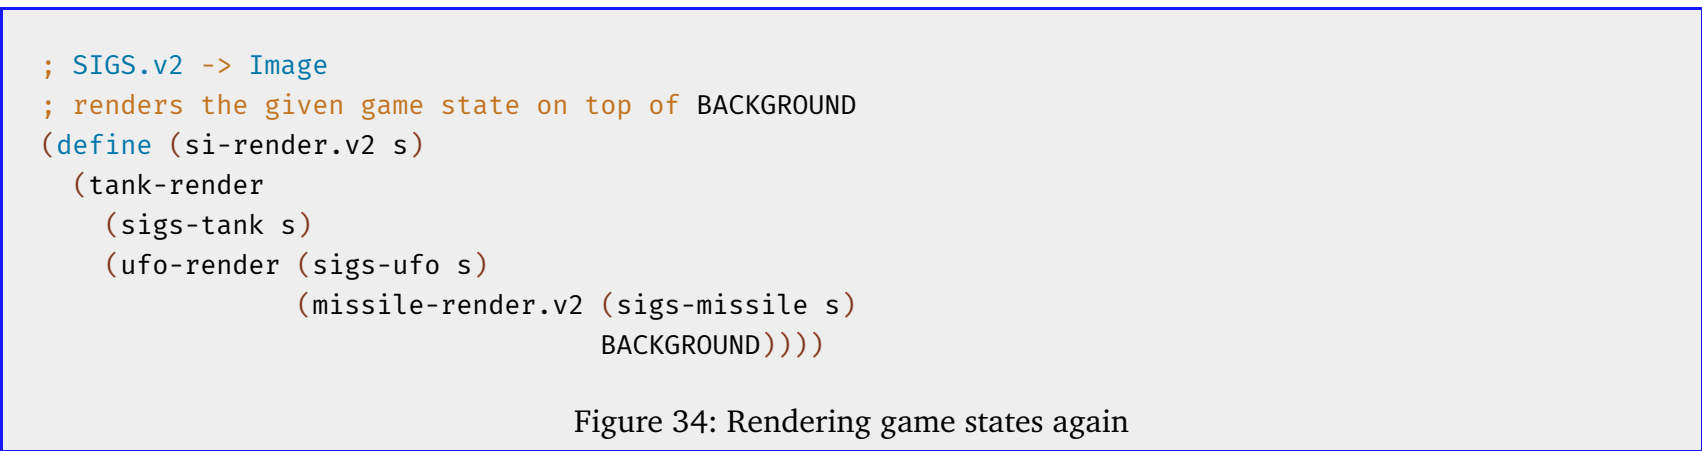 ; SIGS.v2 -> Image
; renders the given game state on top of BACKGROUND
(define (si-render.v2 s)
  (tank-render
    (sigs-tank s)
    (ufo-render (sigs-ufo s)
                (missile-render.v2 (sigs-missile s)
                                   BACKGROUND))))
Figure 34: Rendering game states again